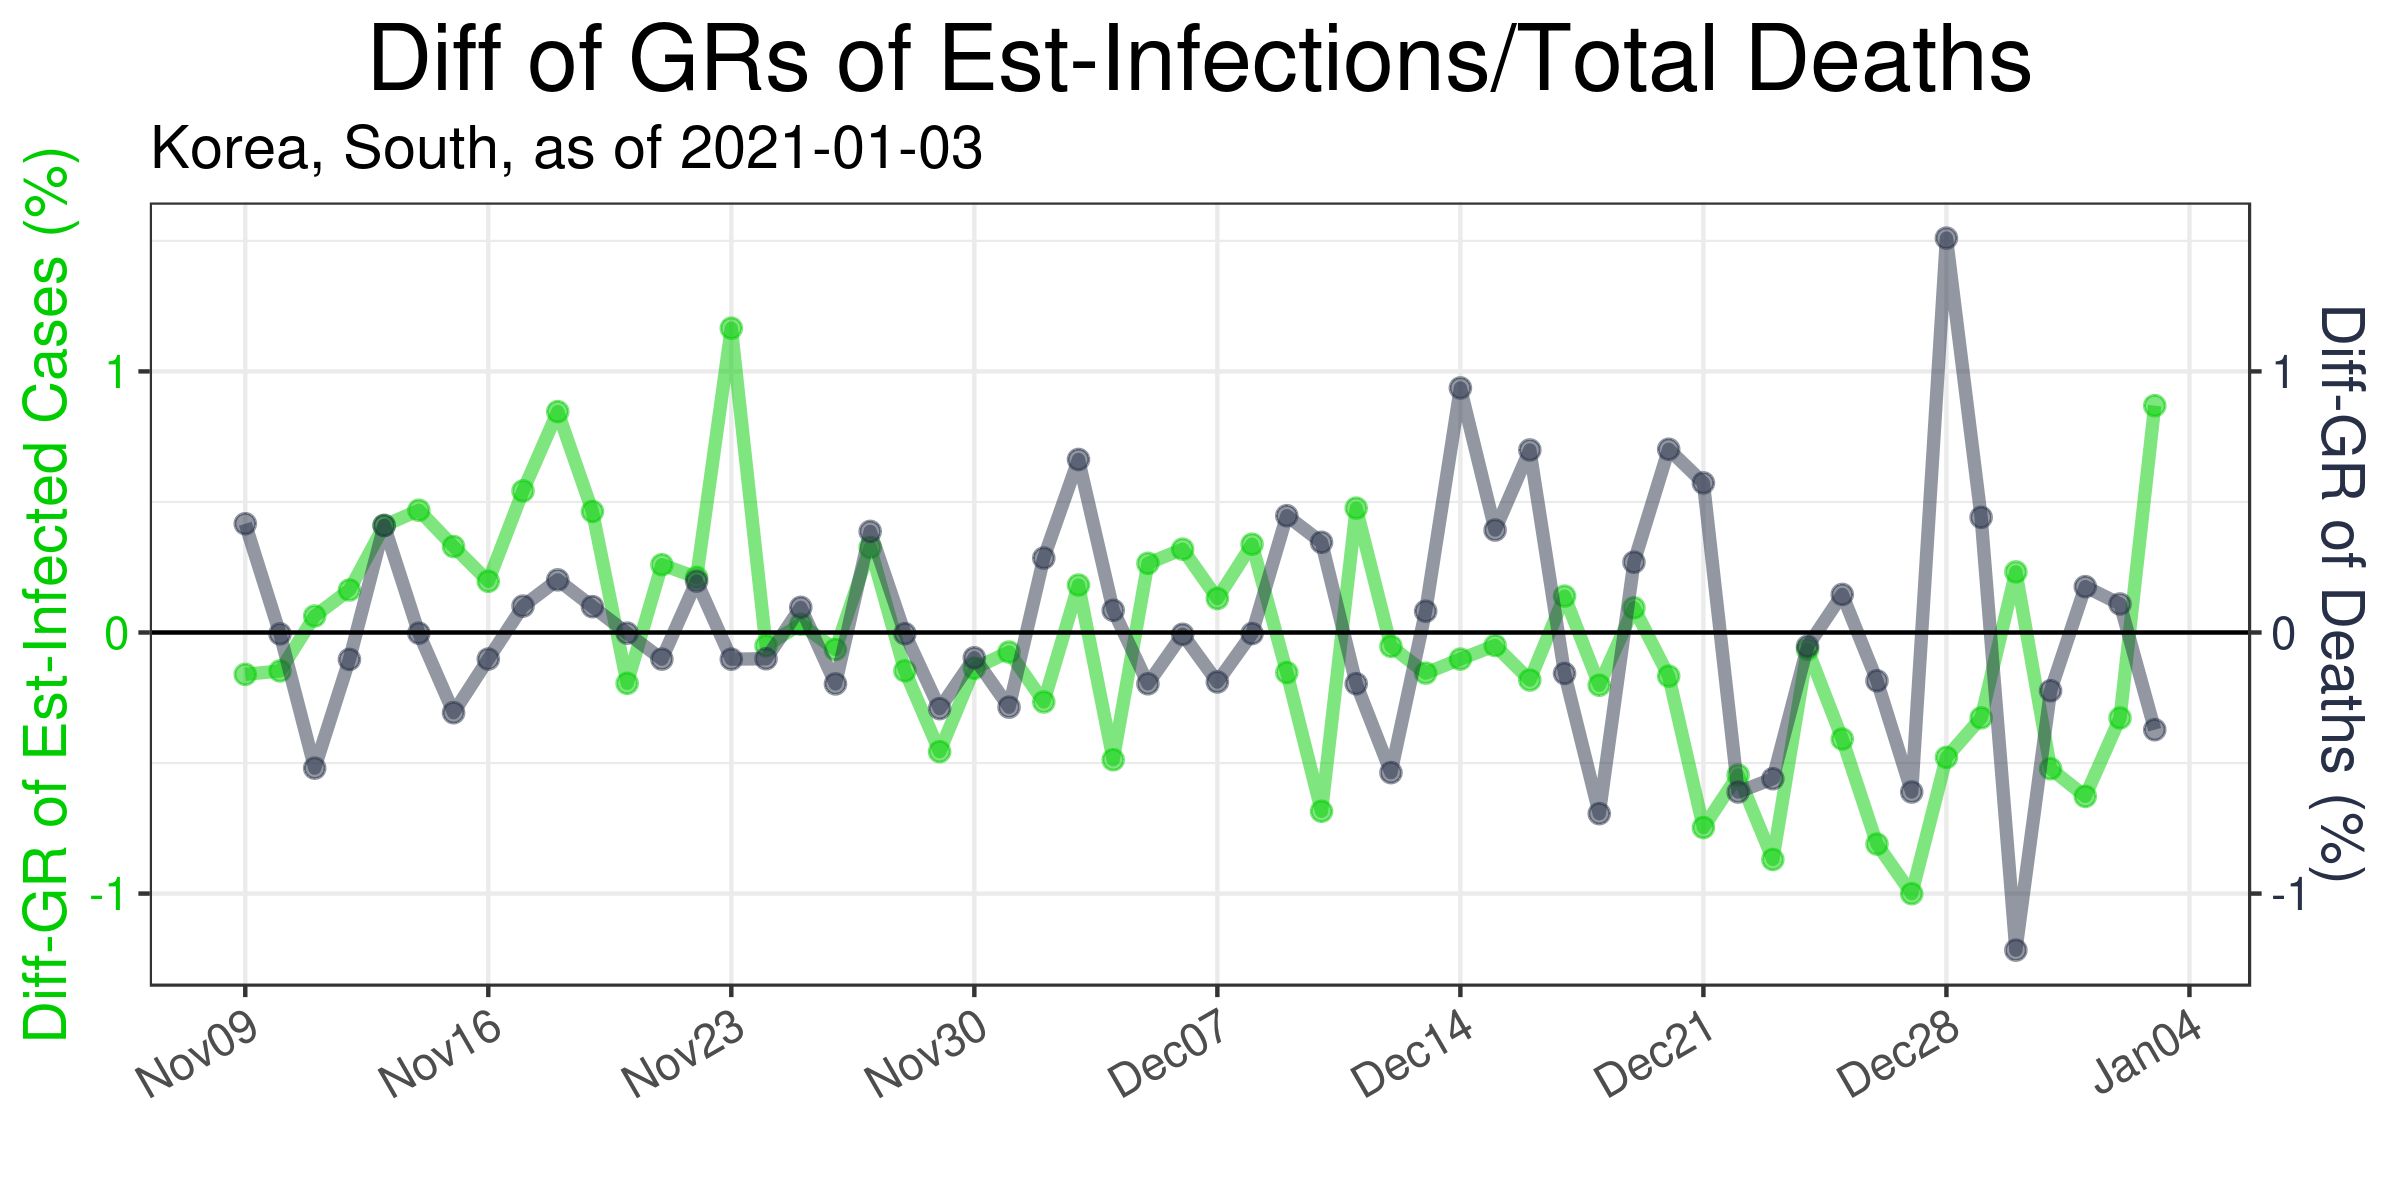 Diff of GRs of Est-Infections/Total Deaths
Korea, South, as of 2021-01-03
Diff-GR of Est-Infected Cases (%)
1
0
-1
1
0
-1
Diff-GR of Deaths (%)
Nov09
Nov16
Nov23
Nov30
Dec07
Dec14
Dec21
Dec28
Jan04